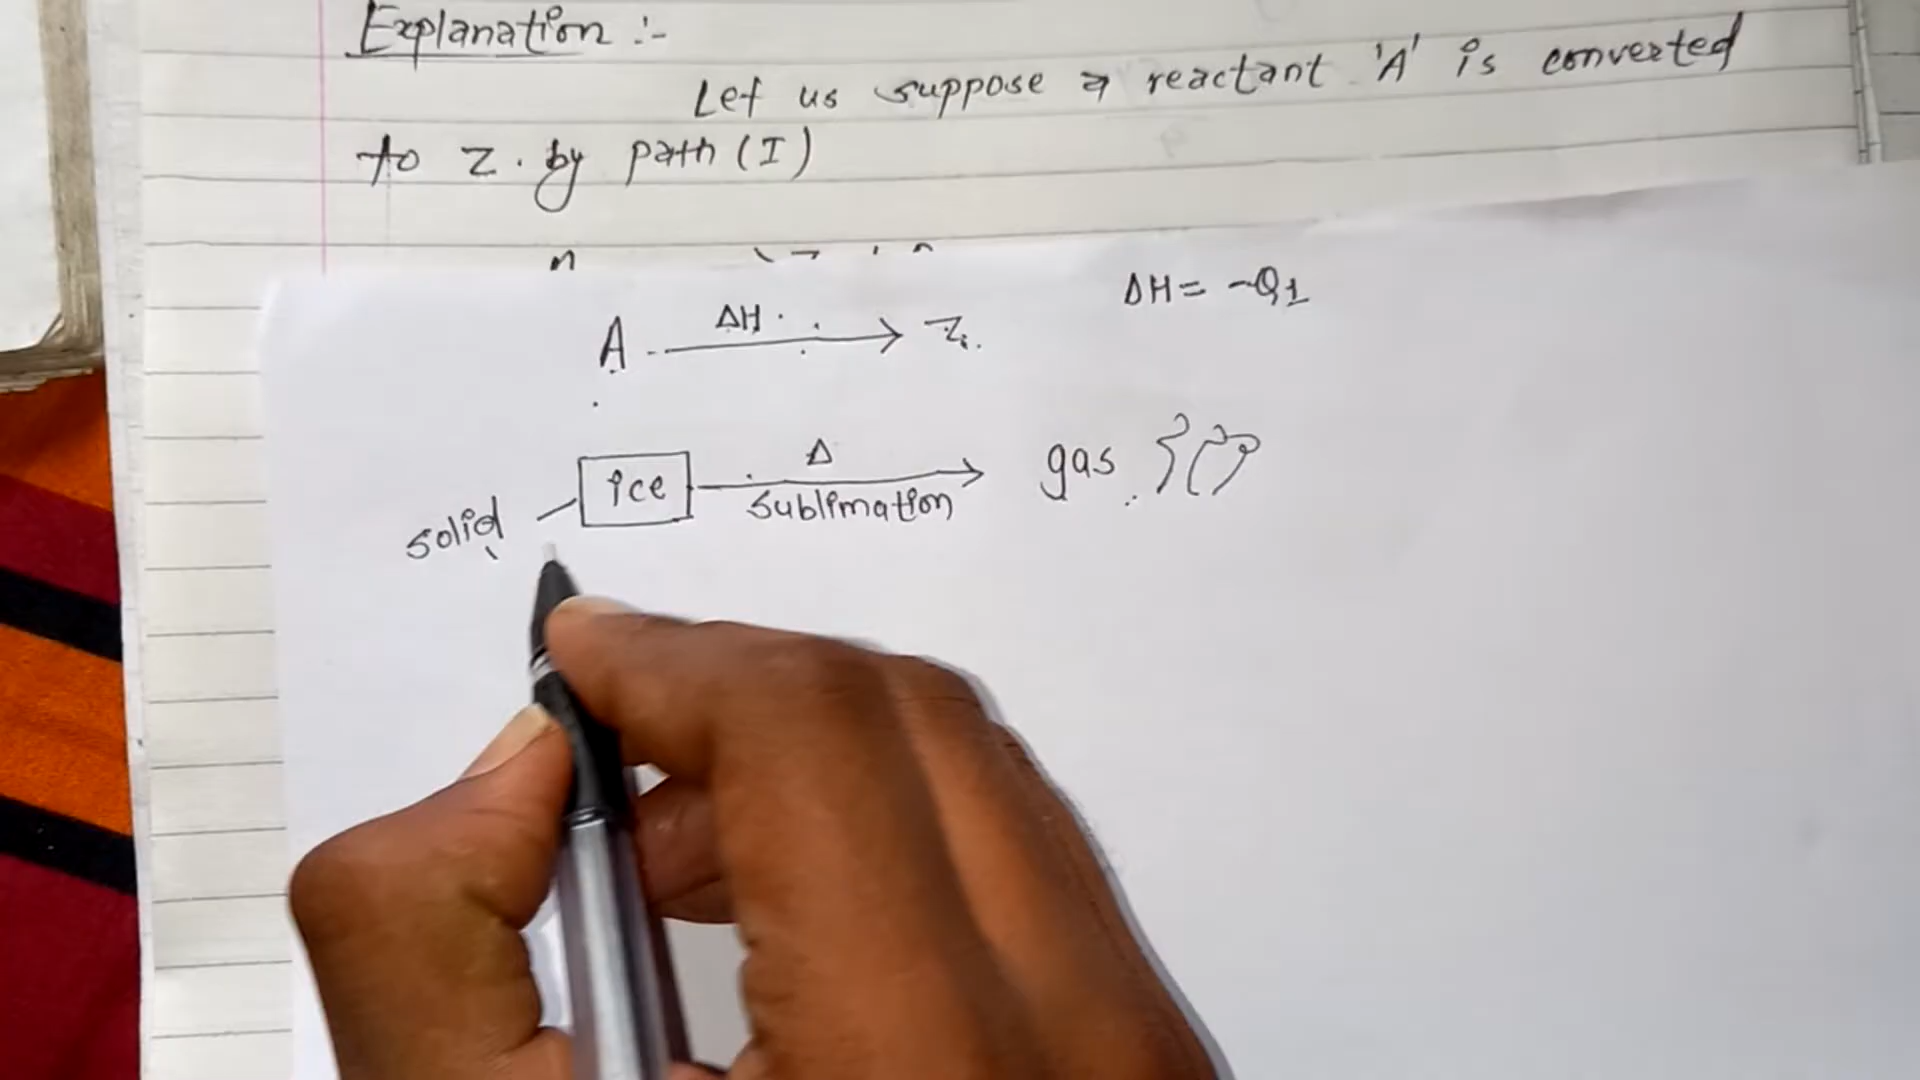 Explanation :-
Let us suppose a reactant 'A' is converted
to Z. by path (I)
ΔH = -Q1
A ΔH → Z.
solid ice Δ → gas
Sublimation